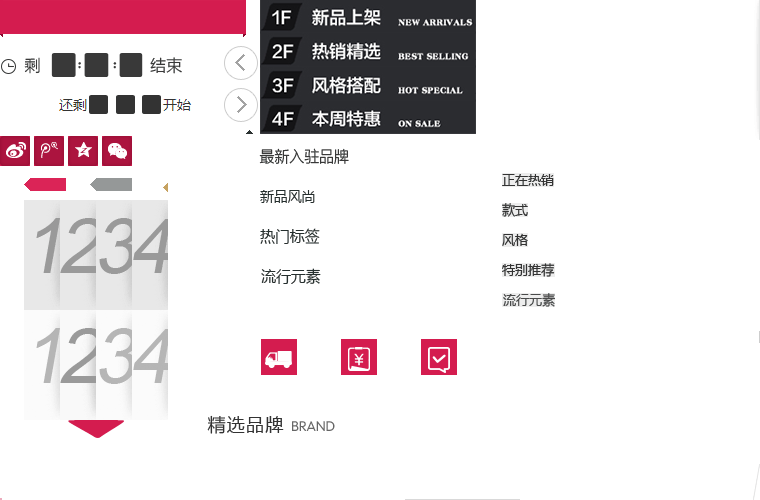 1F 新品上架 NEW ARRIVALS
2F 热销精选 BEST SELLING
3F 风格搭配 HOT SPECIAL
4F 本周特惠 ON SALE
剩 : : 结束
还剩 开始
最新入驻品牌
新品风尚
热门标签
流行元素
正在热销
款式
风格
特别推荐
流行元素
1234
1234
¥
精选品牌 BRAND